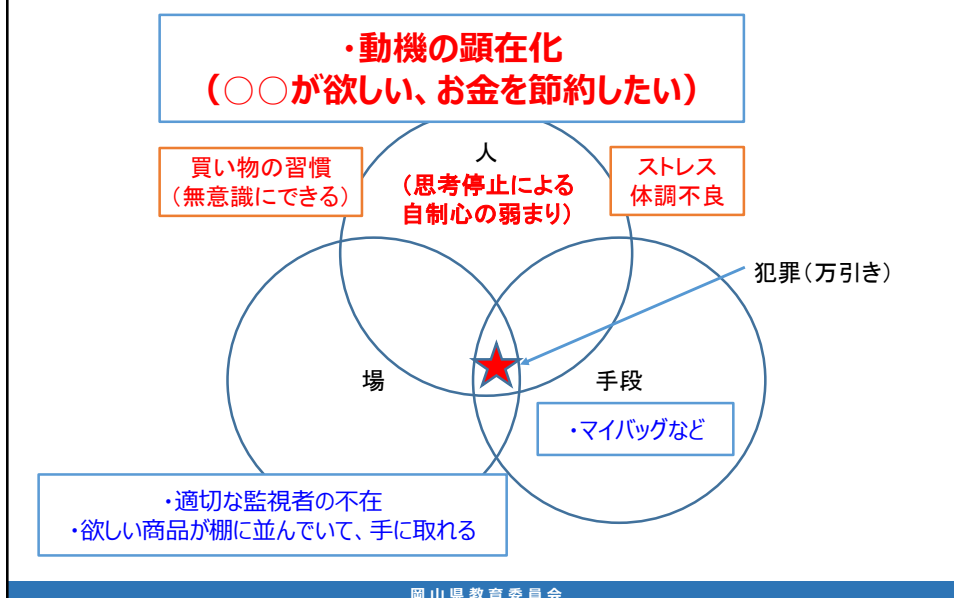 ・動機の顕在化
（○○が欲しい、お金を節約したい）
買い物の習慣
（無意識にできる）
人
（思考停止による
自制心の弱まり）
ストレス
体調不良
犯罪（万引き）
場
手段
・マイバッグなど
・適切な監視者の不在
・欲しい商品が棚に並んでいて、手に取れる
岡山県教育委員会